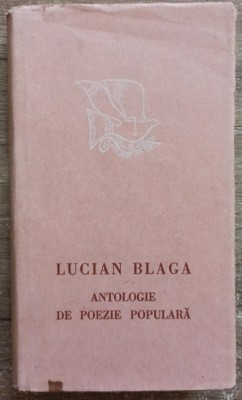 LUCIAN BLAGA
ANTOLOGIE
DE POEZIE POPULARĂ